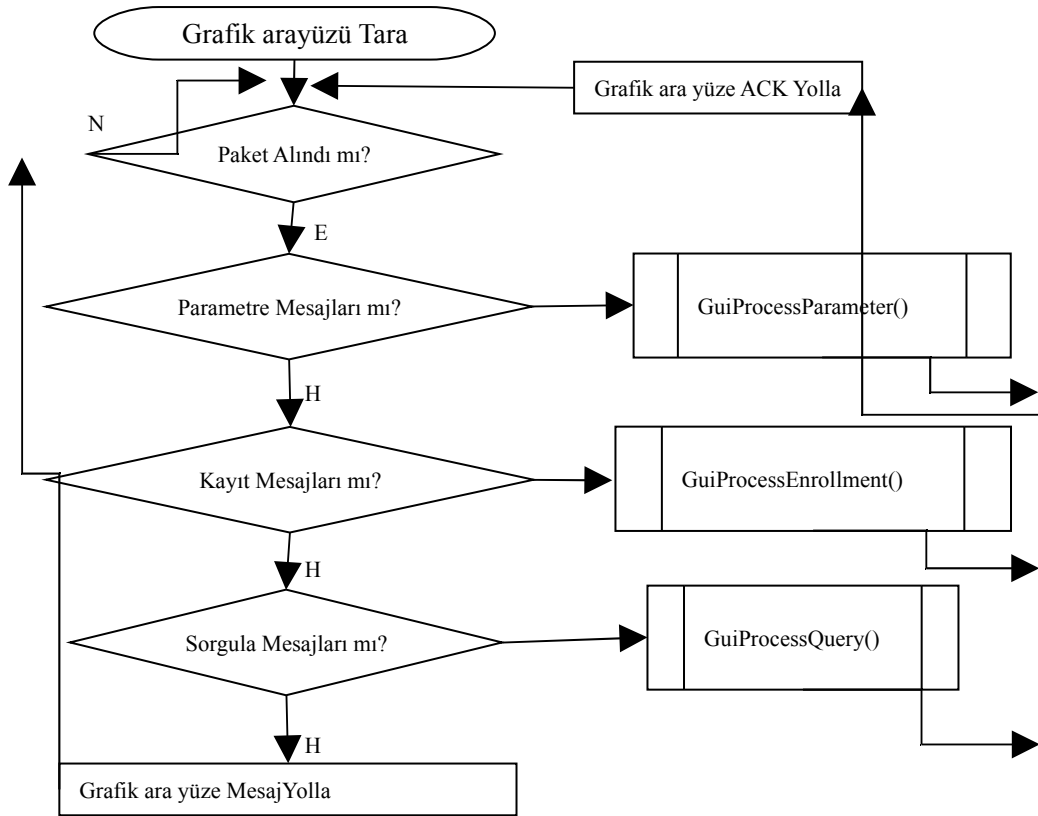 Grafik arayüzü Tara
Grafik ara yüze ACK Yolla
N
Paket Alındı mı?
E
Parametre Mesajları mı?
GuiProcessParameter()
H
Kayıt Mesajları mı?
GuiProcessEnrollment()
H
Sorgula Mesajları mı?
GuiProcessQuery()
H
Grafik ara yüze MesajYolla